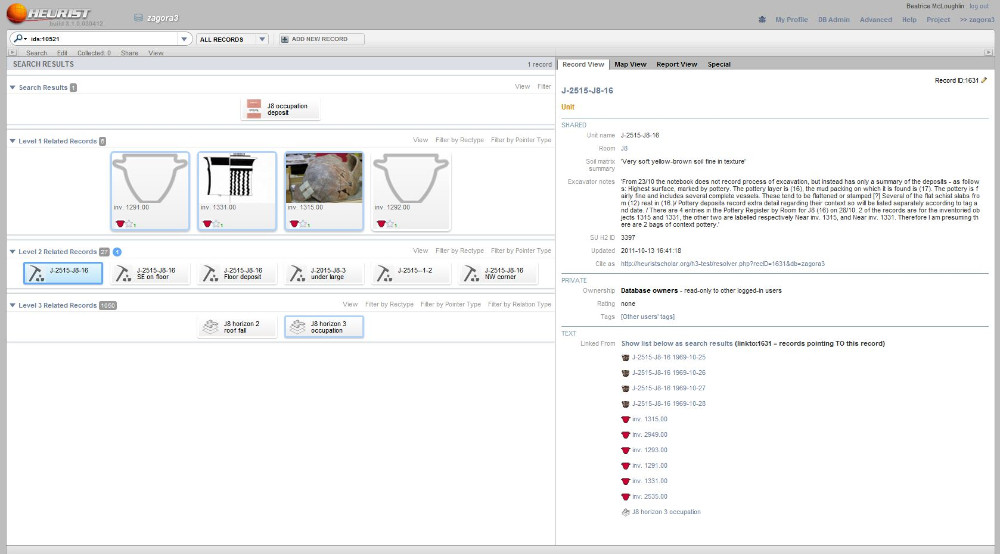 HEURIST
build 3.1.0.030412
zagora3
Beatrice McLoughlin : log out
My Profile DB Admin Advanced Help Project >> zagora3
ids:10521
ALL RECORDS
ADD NEW RECORD
Search Edit Collected: 0 Share View
SEARCH RESULTS
1 record
Search Results 1
View Filter
J8 occupation
deposit
Level 1 Related Records 6
View Filter by Rectype Filter by Pointer Type
inv. 1291.00
1
inv. 1331.00
1
inv. 1315.00
1
inv. 1292.00
1
Level 2 Related Records 27 1
View Filter by Rectype Filter by Pointer Type
J-2515-J8-16
J-2515-J8-16
SE on floor
J-2515-J8-16
Floor deposit
J-2015-J8-3
under large
J-2515--1-2
J-2515-J8-16
NW corner
Level 3 Related Records 1050
View Filter by Rectype Filter by Pointer Type Filter by Relation Type
J8 horizon 2
roof fall
J8 horizon 3
occupation
Record View Map View Report View Special
Record ID:1631
J-2515-J8-16
Unit
SHARED
Unit name J-2515-J8-16
Room J8
Soil matrix
summary
'Very soft yellow-brown soil fine in texture'
Excavator notes
'From 23/10 the notebook does not record process of excavation, but instead has only a summary of the deposits - as follow
s: Highest surface, marked by pottery. The pottery layer is (16), the mud packing on which it is found is (17). The pottery is f
airly fine and includes several complete vessels. These tend to be flattened or stamped [?] Several of the flat schist slabs fro
m (12) rest in (16.)/ Pottery deposits record extra detail regarding their context so will be listed separately according to tag a
nd date. / There are 4 entries in the Pottery Register by Room for J8 (16) on 28/10. 2 of the records are for the inventoried ob
jects 1315 and 1331, the other two are labelled respectively Near inv. 1315, and Near inv. 1331. Therefore I am presuming th
ere are 2 bags of context pottery.'
SU H2 ID 3397
Updated 2011-10-13 16:41:18
Cite as http://heuristscholar.org/h3-test/resolver.php?recID=1631&db=zagora3
PRIVATE
Ownership Database owners - read-only to other logged-in users
Rating none
Tags [Other users' tags]
TEXT
Linked From Show list below as search results (linkto:1631 = records pointing TO this record)
J-2515-J8-16 1969-10-25
J-2515-J8-16 1969-10-26
J-2515-J8-16 1969-10-27
J-2515-J8-16 1969-10-28
inv. 1315.00
inv. 2949.00
inv. 1293.00
inv. 1291.00
inv. 1331.00
inv. 2535.00
J8 horizon 3 occupation